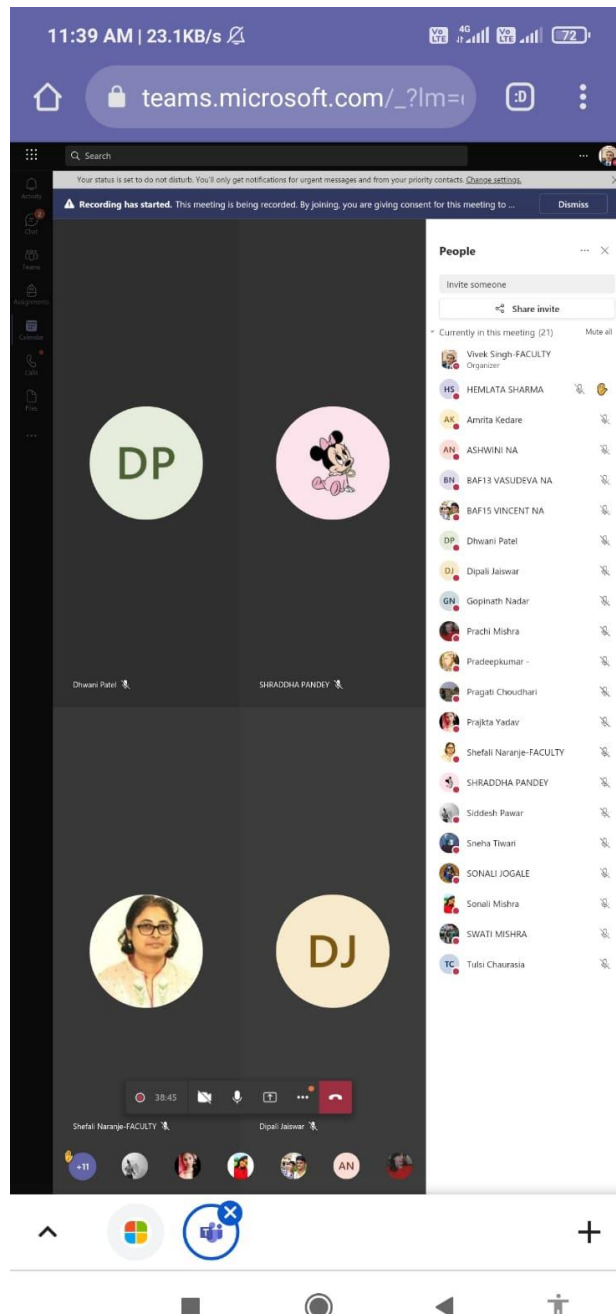 11:39 AM | 23.1KB/s
Vo LTE 4G Vo LTE 72
teams.microsoft.com/_?lm=
:D
Search
Your status is set to do not disturb. You'll only get notifications for urgent messages and from your priority contacts. Change settings.
Recording has started. This meeting is being recorded. By joining, you are giving consent for this meeting to ...
Dismiss
Activity
Chat
2
Teams
Assignments
Calendar
Calls
Files
DP
Dhwani Patel
SHRADDHA PANDEY
Shefali Naranje-FACULTY
DJ
Dipali Jaiswar
38:45
+11
AN
People
Invite someone
Share invite
Currently in this meeting (21) Mute all
Vivek Singh-FACULTY
Organizer
HS HEMLATA SHARMA
AK Amrita Kedare
AN ASHWINI NA
BN BAF13 VASUDEVA NA
BAF15 VINCENT NA
DP Dhwani Patel
DJ Dipali Jaiswar
GN Gopinath Nadar
Prachi Mishra
Pradeepkumar -
Pragati Choudhari
Prajkta Yadav
Shefali Naranje-FACULTY
SHRADDHA PANDEY
Siddesh Pawar
Sneha Tiwari
SONALI JOGALE
Sonali Mishra
SWATI MISHRA
TC Tulsi Chaurasia